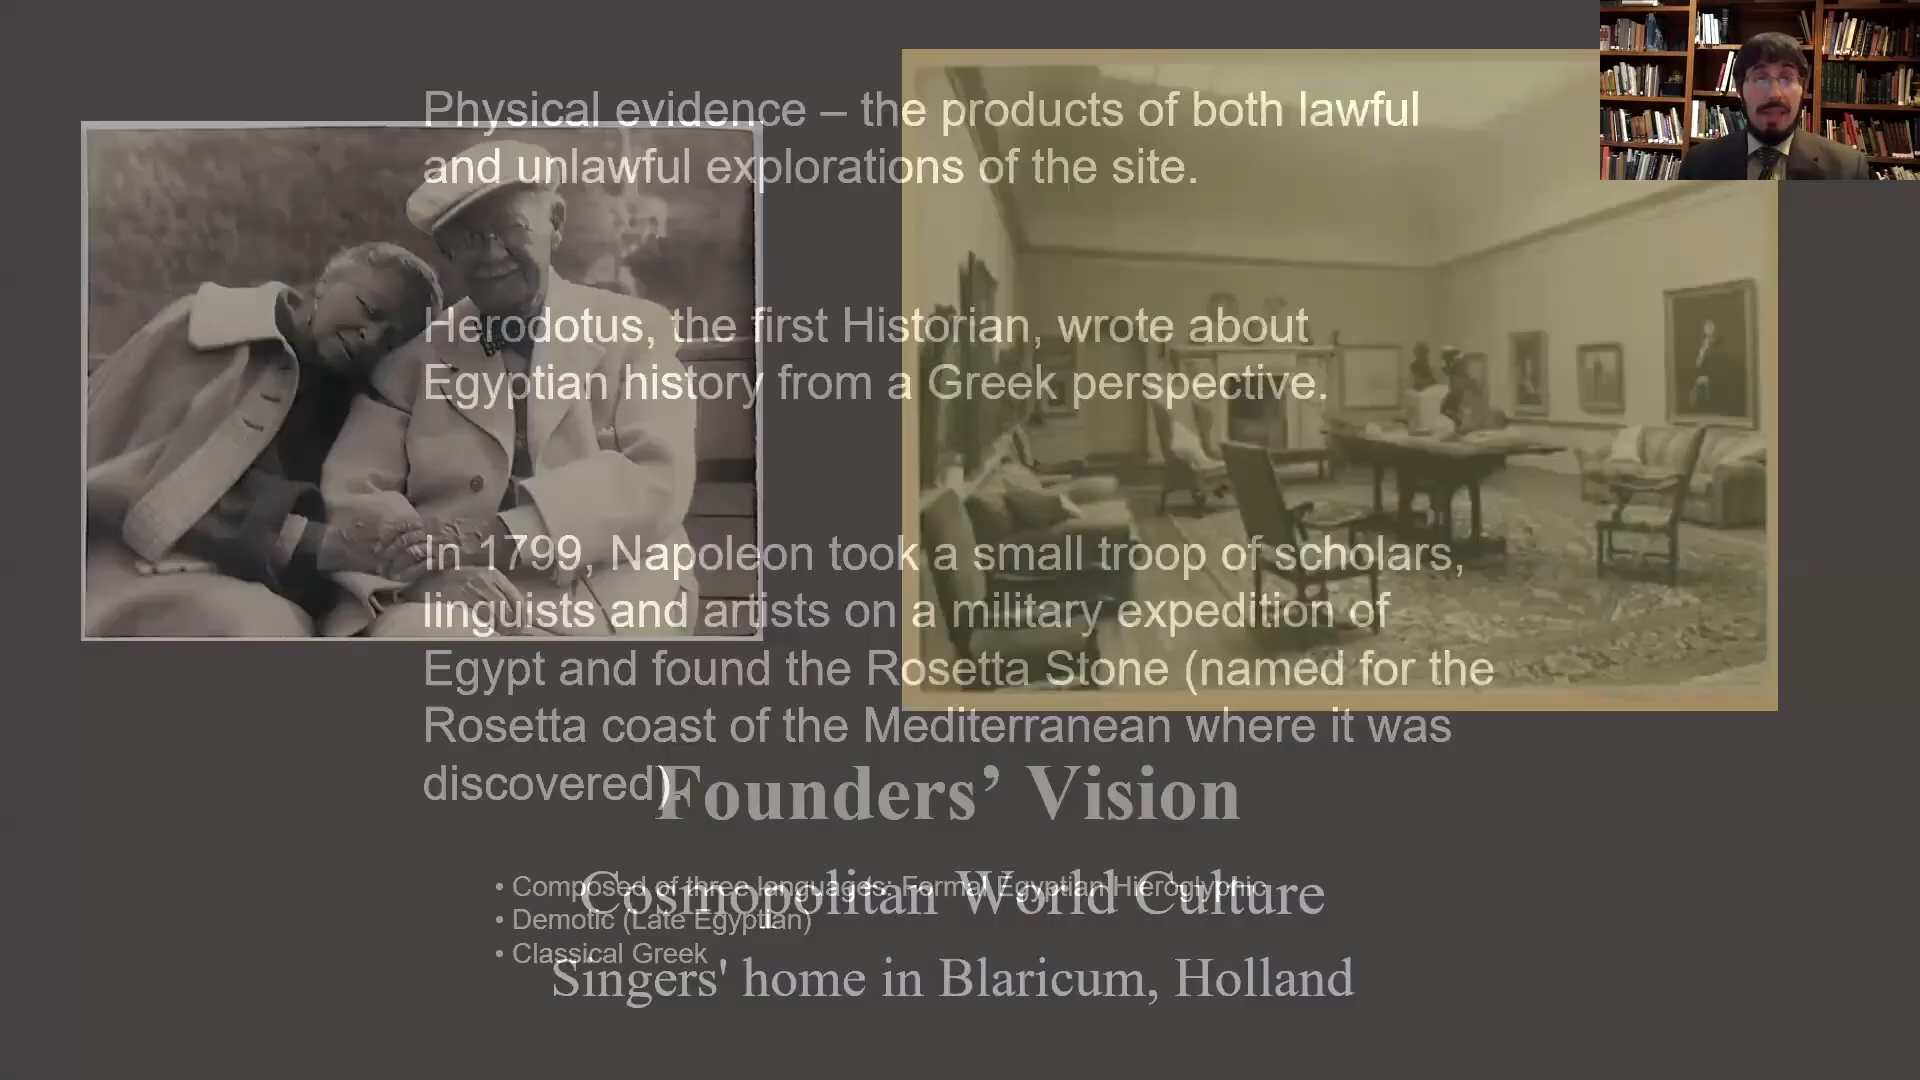 Physical evidence – the products of both lawful
and unlawful explorations of the site.
Herodotus, the first Historian, wrote about
Egyptian history from a Greek perspective.
In 1799, Napoleon took a small troop of scholars,
linguists and artists on a military expedition of
Egypt and found the Rosetta Stone (named for the
Rosetta coast of the Mediterranean where it was
discovered)
Founders’ Vision
• Composed of three languages: Formal Egyptian Hieroglyphic
Cosmopolitan World Culture
• Demotic (Late Egyptian)
• Classical Greek
Singers' home in Blaricum, Holland